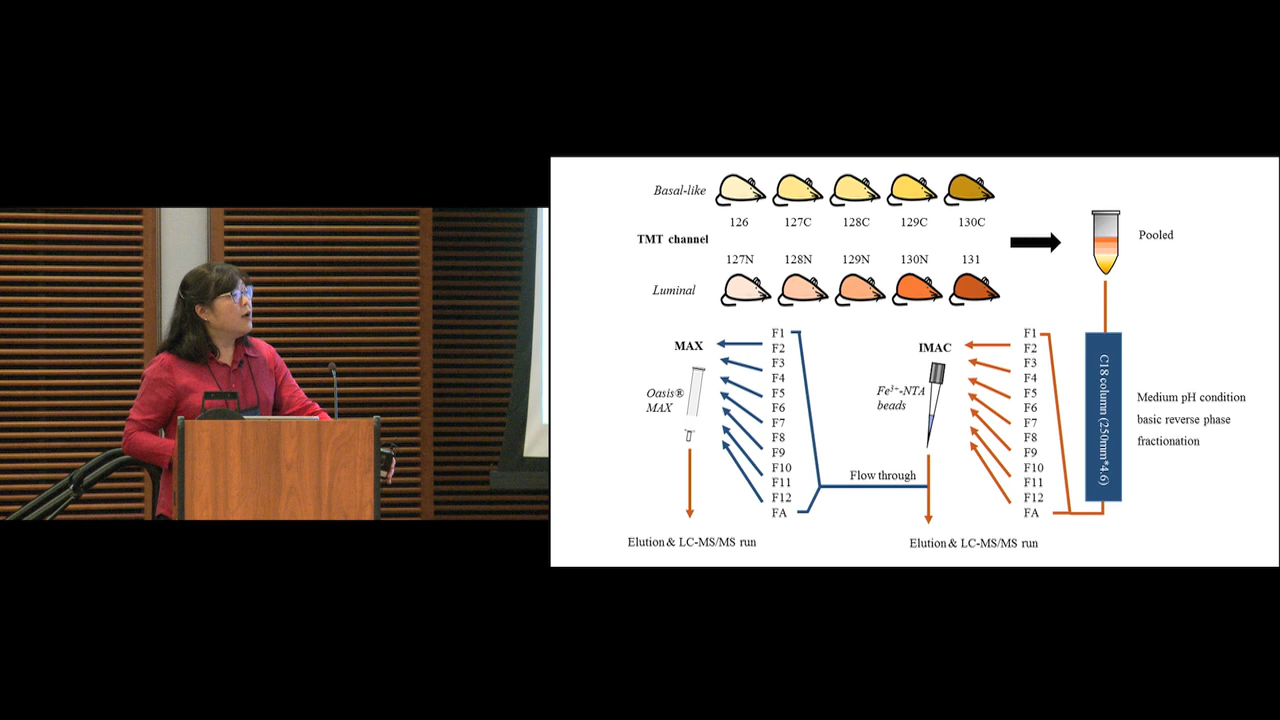 Basal-like
126 127C 128C 129C 130C
TMT channel
127N 128N 129N 130N 131
Luminal
Pooled
MAX
Oasis®
MAX
F1
F2
F3
F4
F5
F6
F7
F8
F9
F10
F11
F12
FA
Elution & LC-MS/MS run
Flow through
IMAC
Fe³⁺-NTA
beads
F1
F2
F3
F4
F5
F6
F7
F8
F9
F10
F11
F12
FA
Elution & LC-MS/MS run
C18 column (250mm*4.6)
Medium pH condition
basic reverse phase
fractionation